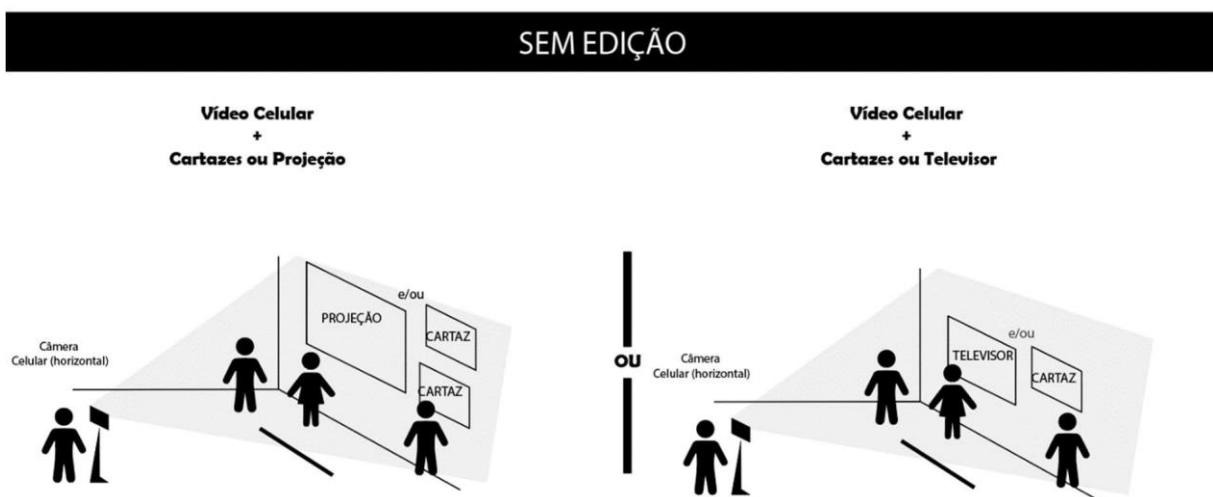 SEM EDIÇÃO
Vídeo Celular
+
Cartazes ou Projeção
PROJEÇÃO
e/ou
CARTAZ
CARTAZ
Câmera
Celular (horizontal)
OU
Vídeo Celular
+
Cartazes ou Televisor
TELEVISOR
e/ou
CARTAZ
Câmera
Celular (horizontal)